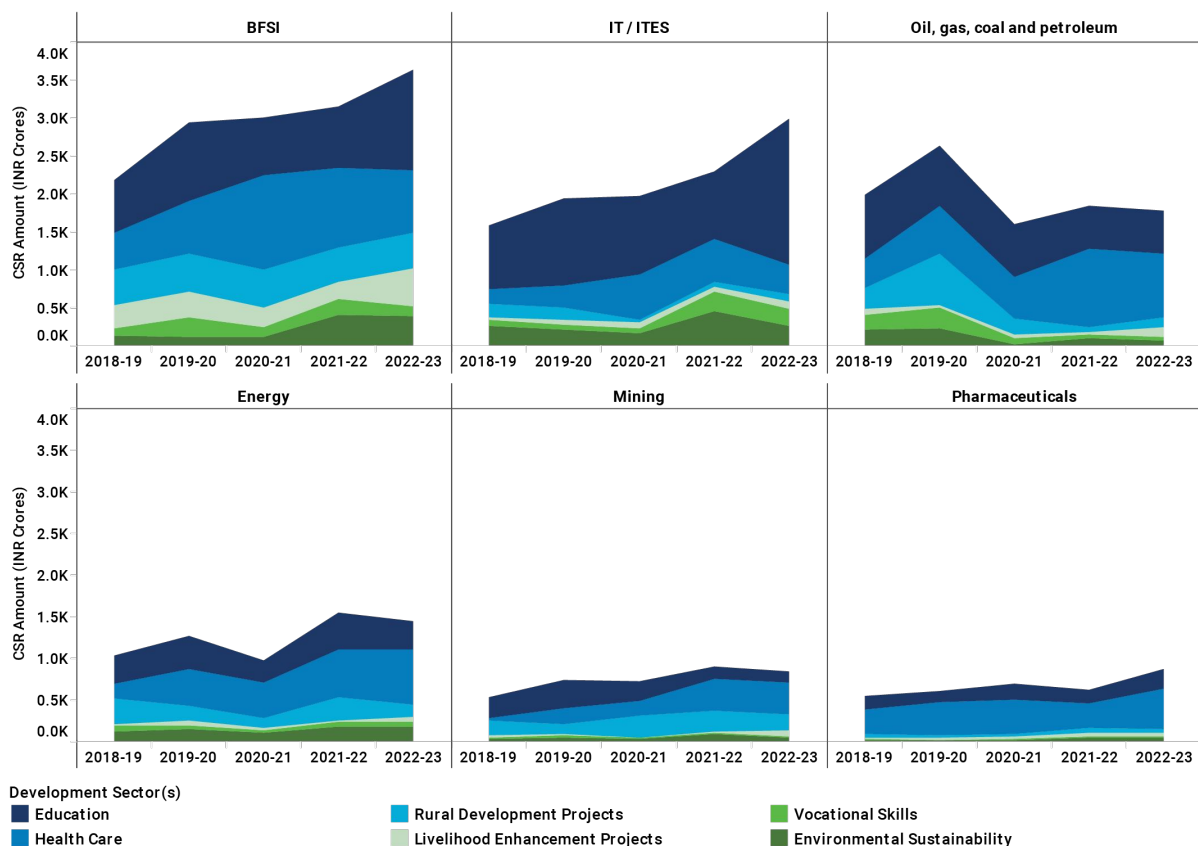 BFSI IT / ITES Oil, gas, coal and petroleum
CSR Amount (INR Crores)
4.0K
3.5K
3.0K
2.5K
2.0K
1.5K
1.0K
0.5K
0.0K
2018-19 2019-20 2020-21 2021-22 2022-23 2018-19 2019-20 2020-21 2021-22 2022-23 2018-19 2019-20 2020-21 2021-22 2022-23
Energy Mining Pharmaceuticals
CSR Amount (INR Crores)
4.0K
3.5K
3.0K
2.5K
2.0K
1.5K
1.0K
0.5K
0.0K
2018-19 2019-20 2020-21 2021-22 2022-23 2018-19 2019-20 2020-21 2021-22 2022-23 2018-19 2019-20 2020-21 2021-22 2022-23
Development Sector(s)
Education Rural Development Projects Vocational Skills
Health Care Livelihood Enhancement Projects Environmental Sustainability